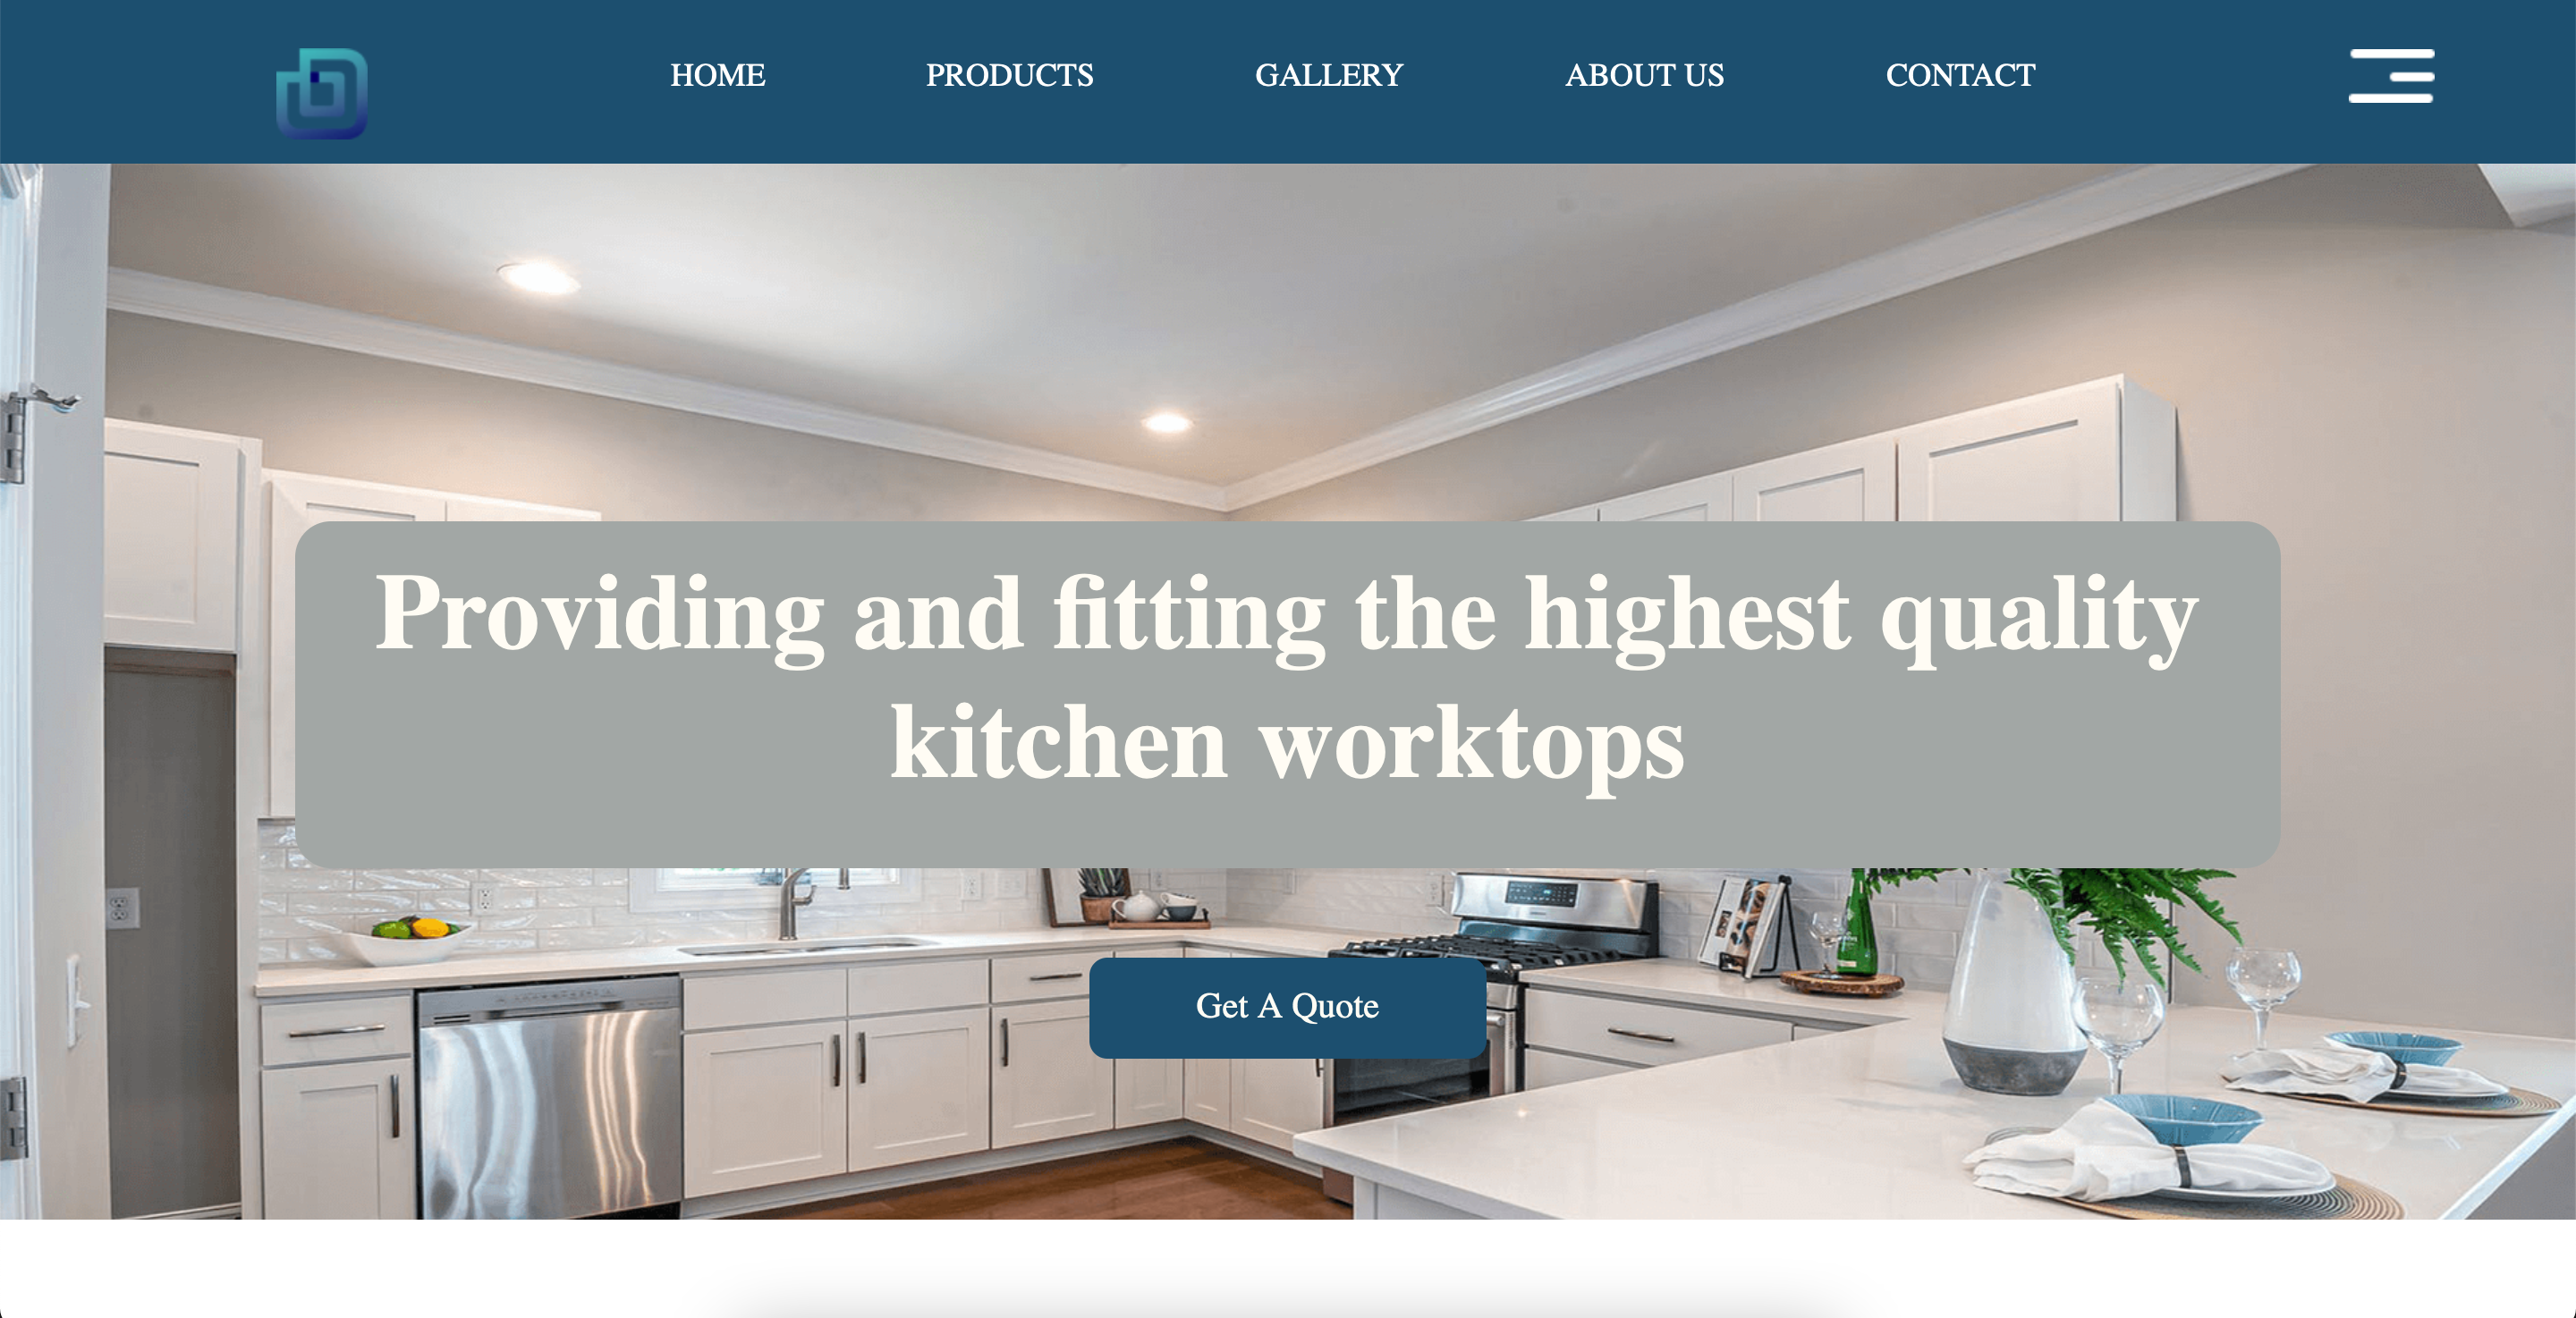 HOME PRODUCTS GALLERY ABOUT US CONTACT
Providing and fitting the highest quality
kitchen worktops
Get A Quote